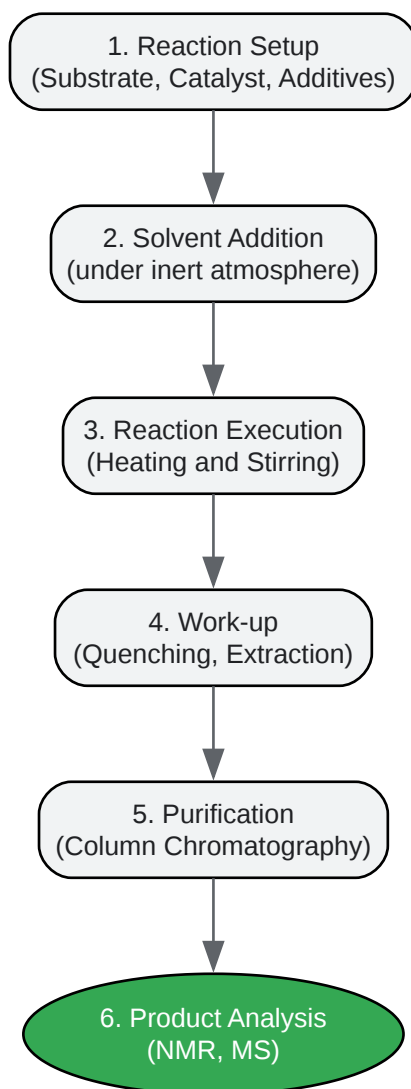 1. Reaction Setup
(Substrate, Catalyst, Additives)
2. Solvent Addition
(under inert atmosphere)
3. Reaction Execution
(Heating and Stirring)
4. Work-up
(Quenching, Extraction)
5. Purification
(Column Chromatography)
6. Product Analysis
(NMR, MS)